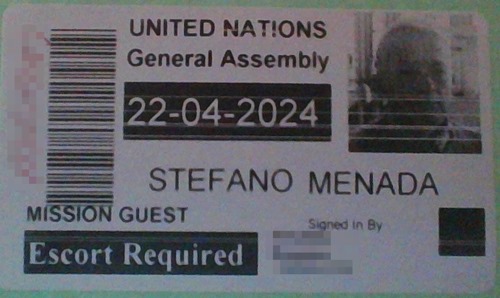 UNITED NATIONS
General Assembly
22-04-2024
STEFANO MENADA
MISSION GUEST
Signed In By
Escort Required